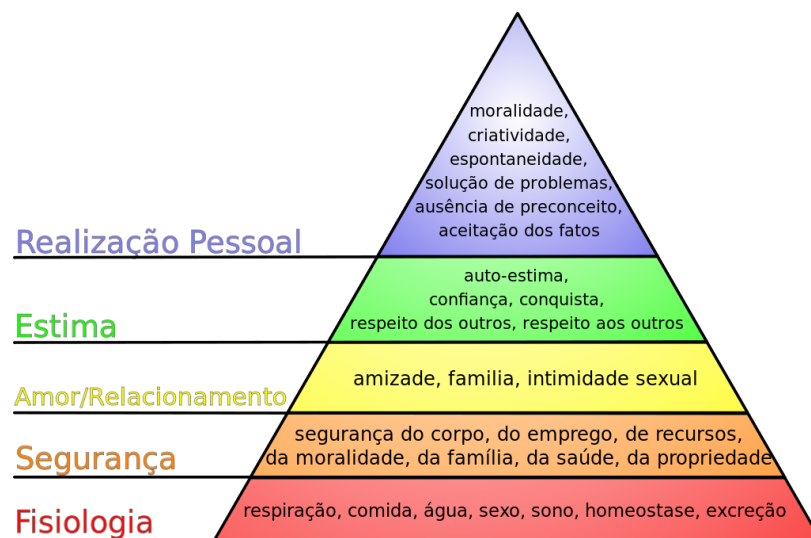 moralidade,
criatividade,
espontaneidade,
solução de problemas,
ausência de preconceito,
aceitação dos fatos
Realização Pessoal
auto-estima,
confiança, conquista,
respeito dos outros, respeito aos outros
Estima
amizade, familia, intimidade sexual
Amor/Relacionamento
segurança do corpo, do emprego, de recursos,
da moralidade, da família, da saúde, da propriedade
Segurança
respiração, comida, água, sexo, sono, homeostase, excreção
Fisiologia